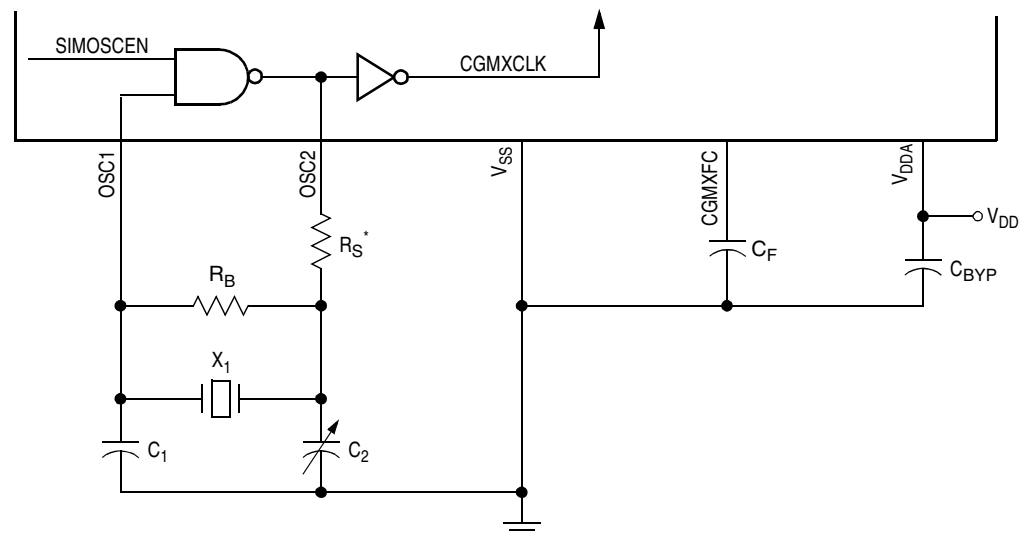 SIMOSCEN
CGMXCLK
OSC1
OSC2
VSS
CGMXFC
VDDA
VDD
RS*
CF
CBYP
RB
X1
C1
C2